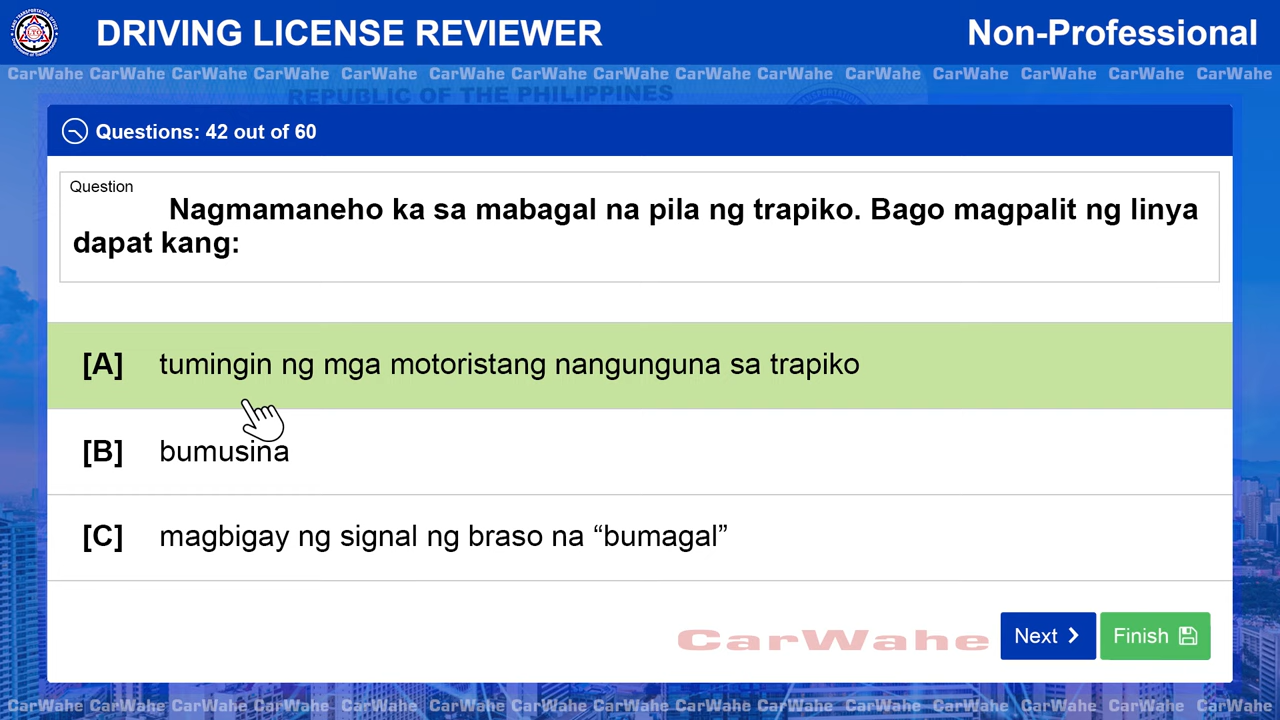 DRIVING LICENSE REVIEWER
Non-Professional
CarWahe CarWahe CarWahe CarWahe CarWahe CarWahe CarWahe CarWahe CarWahe CarWahe CarWahe CarWahe CarWahe CarWahe CarWahe
REPUBLIC OF THE PHILIPPINES
Questions: 42 out of 60
Question
Nagmamaneho ka sa mabagal na pila ng trapiko. Bago magpalit ng linya
dapat kang:
[A] tumingin ng mga motoristang nangunguna sa trapiko
[B] bumusina
[C] magbigay ng signal ng braso na “bumagal”
CarWahe
Next
Finish
CarWahe CarWahe CarWahe CarWahe CarWahe CarWahe CarWahe CarWahe CarWahe CarWahe CarWahe CarWahe CarWahe CarWahe CarWahe